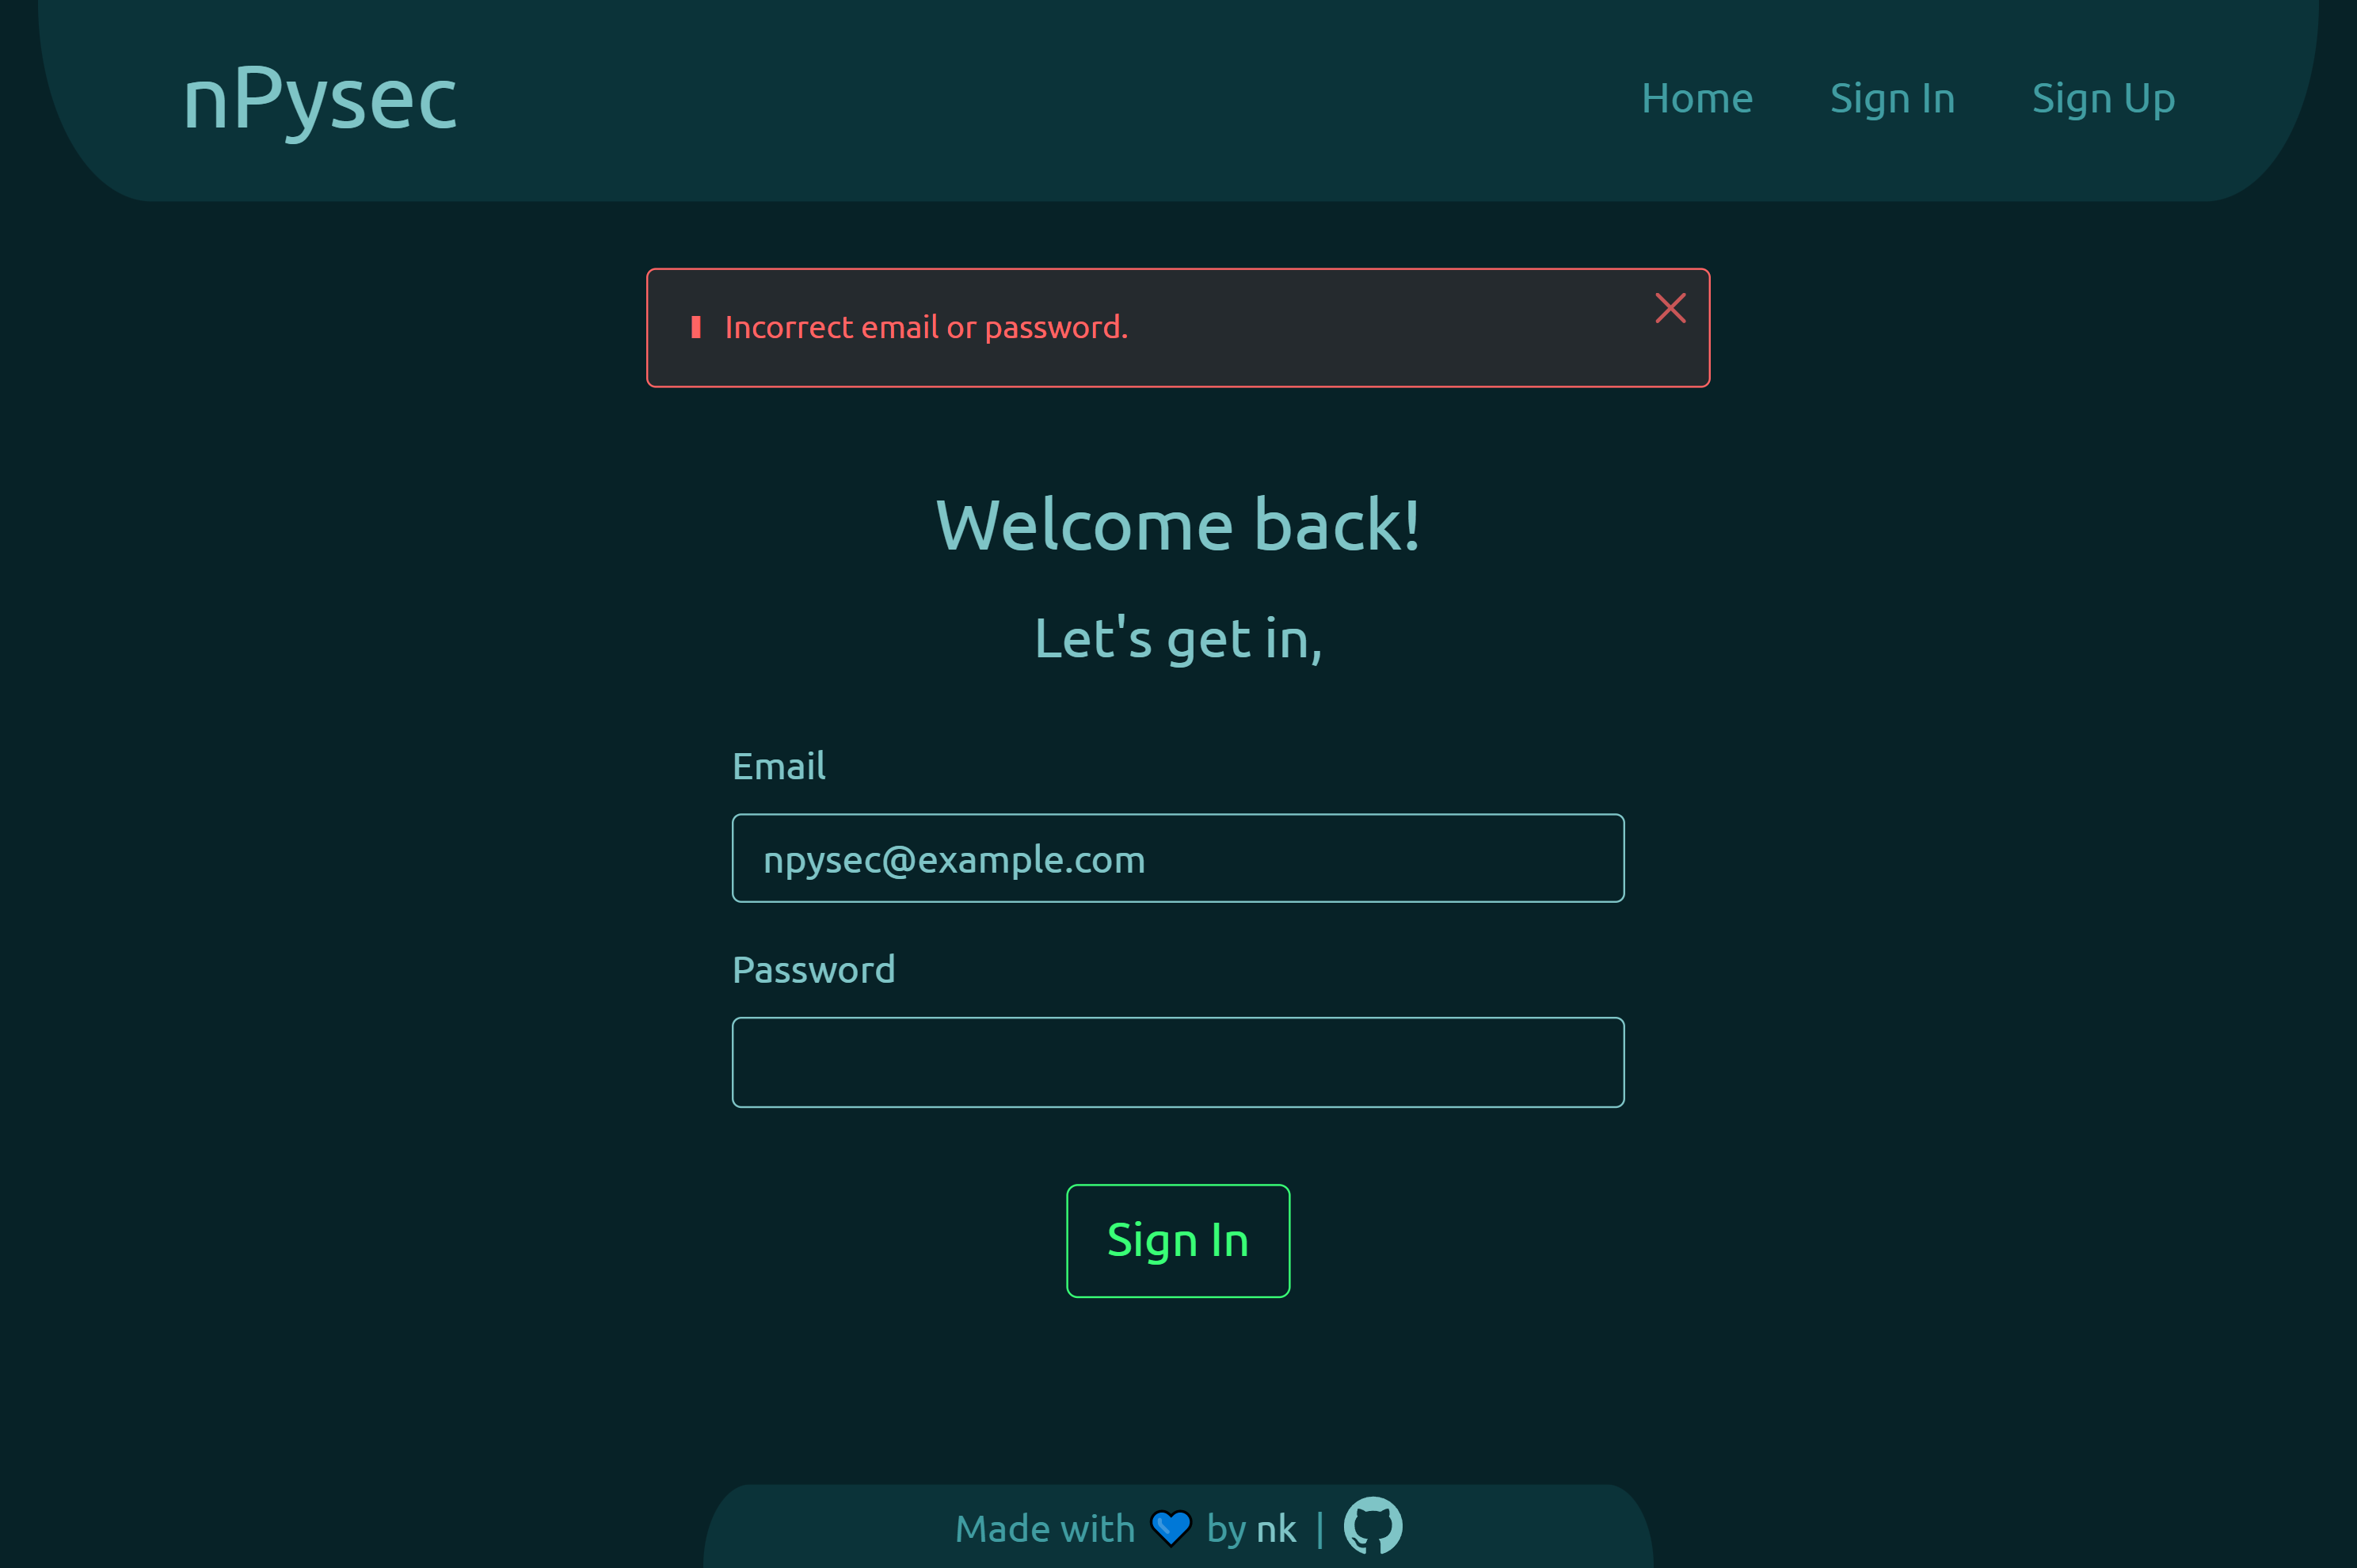 nPysec
Home Sign In Sign Up
Incorrect email or password.
Welcome back!
Let's get in,
Email
npysec@example.com
Password
Sign In
Made with 💙 by nk |